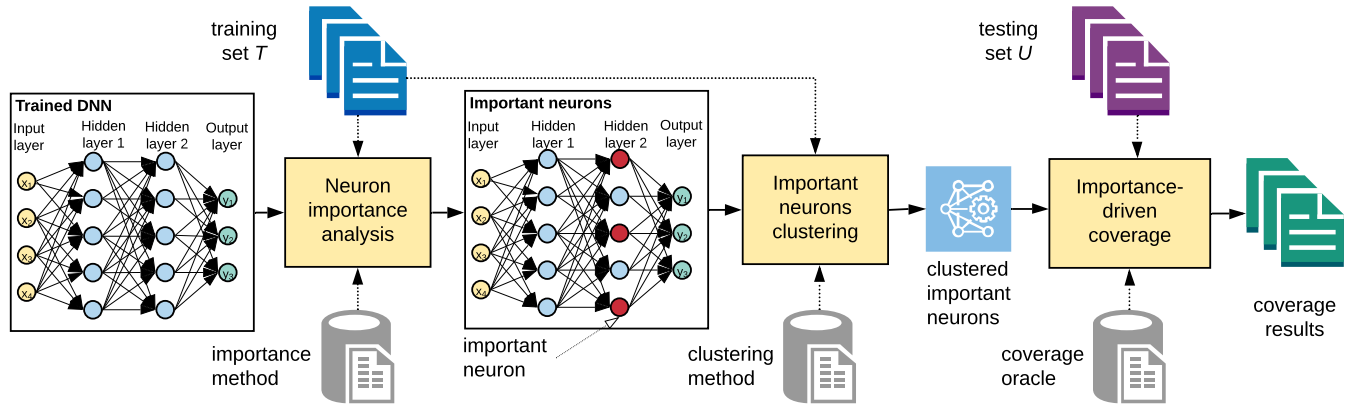 training
set T
testing
set U
Trained DNN
Input
layer
Hidden
layer 1
Hidden
layer 2
Output
layer
x1
x2
x3
x4
y1
y2
y3
Neuron
importance
analysis
importance
method
Important neurons
Input
layer
Hidden
layer 1
Hidden
layer 2
Output
layer
x1
x2
x3
x4
y1
y2
y3
important
neuron
Important
neurons
clustering
clustering
method
clustered
important
neurons
Importance-
driven
coverage
coverage
oracle
coverage
results